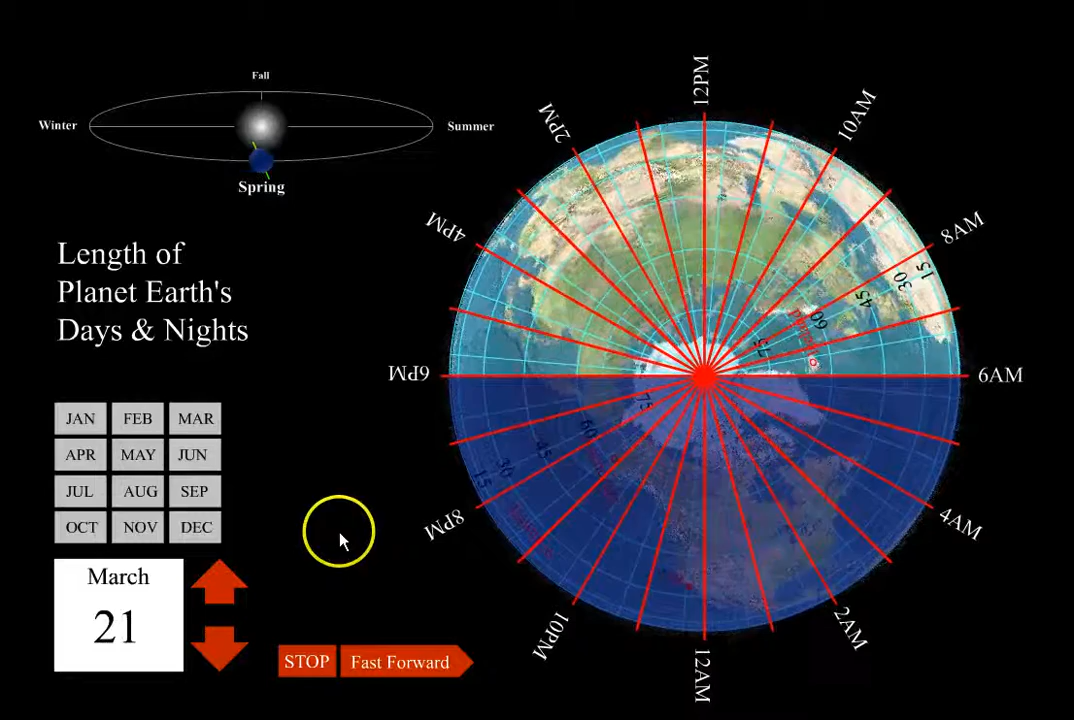 Fall
Winter
Summer
Spring
Length of
Planet Earth's
Days & Nights
JAN FEB MAR
APR MAY JUN
JUL AUG SEP
OCT NOV DEC
March
21
STOP Fast Forward
12PM
10AM
8AM
6AM
4AM
2AM
12AM
10PM
8PM
6PM
4PM
2PM
15
30
45
60
75
75
60
45
30
15